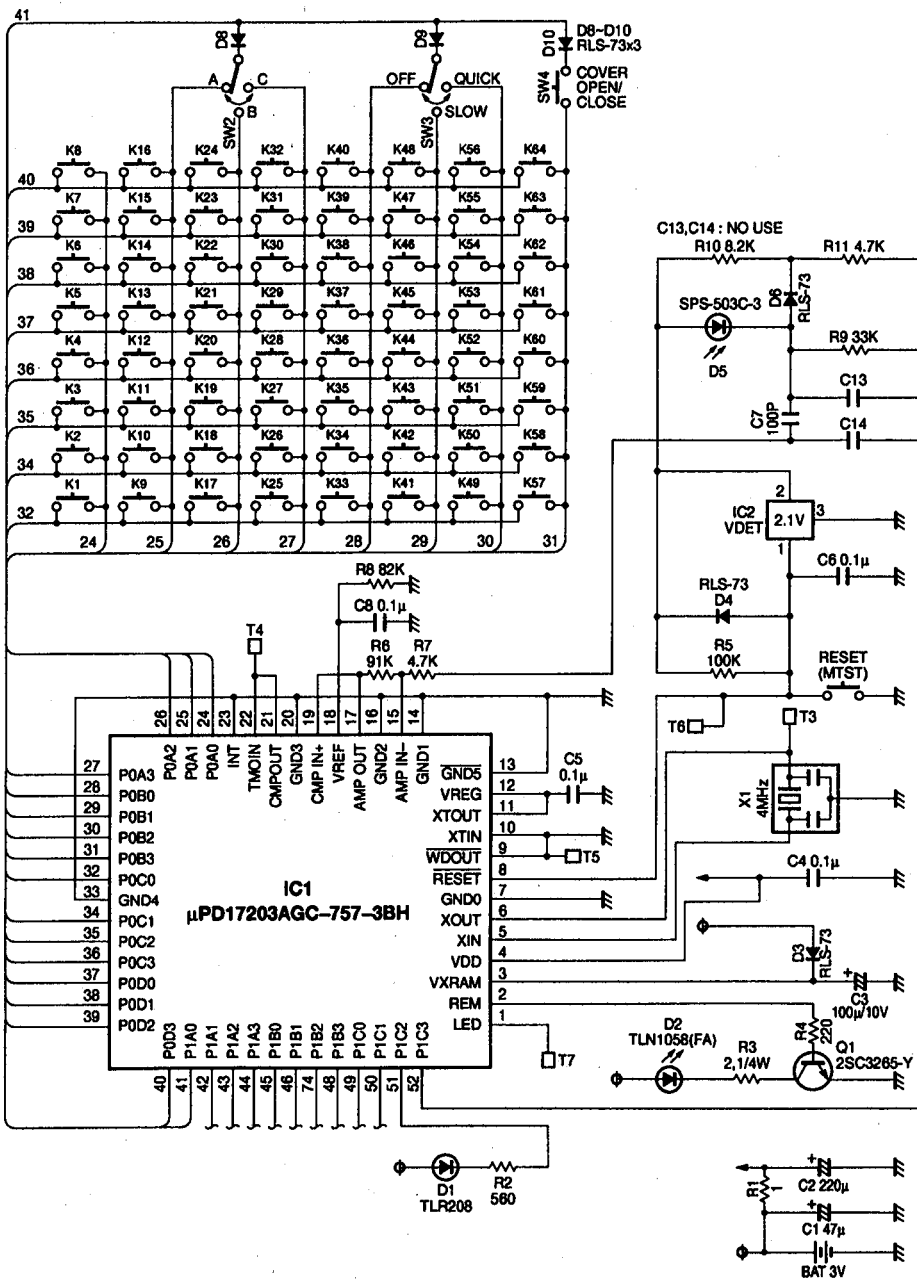 41
D8
D9
D10
D8~D10
RLS-73x3
A
C
B
SW2
OFF
QUICK
SLOW
SW3
SW4
COVER
OPEN/
CLOSE
K8 K16 K24 K32 K40 K48 K56 K64
40
K7 K15 K23 K31 K39 K47 K55 K63
39
K6 K14 K22 K30 K38 K46 K54 K62
38
K5 K13 K21 K29 K37 K45 K53 K61
37
K4 K12 K20 K28 K36 K44 K52 K60
36
K3 K11 K19 K27 K35 K43 K51 K59
35
K2 K10 K18 K26 K34 K42 K50 K58
34
K1 K9 K17 K25 K33 K41 K49 K57
32
24 25 26 27 28 29 30 31
C13,C14 : NO USE
R10 8.2K
R11 4.7K
D6
RLS-73
SPS-503C-3
D5
R9 33K
C13
C7
100P
C14
2
IC2
VDET
2.1V
3
1
C6 0.1µ
RLS-73
D4
R5
100K
RESET
(MTST)
T6
T3
X1
4MHz
C4 0.1µ
D3
RLS-73
+
C3
100µ/10V
R4
220
Q1
2SC3265-Y
D2
TLN1058(FA)
R3
2,1/4W
R8 82K
C8 0.1µ
R6
91K
R7
4.7K
T4
26 25 24 23 22 21 20 19 18 17 16 15 14
P0A2 P0A1 P0A0 INT TMOIN CMPOUT GND3 CMP IN+ VREF AMP OUT GND2 AMP IN- GND1
27 P0A3
28 P0B0
29 P0B1
30 P0B2
31 P0B3
32 P0C0
33 GND4
34 P0C1
35 P0C2
36 P0C3
37 P0D0
38 P0D1
39 P0D2
IC1
µPD17203AGC-757-3BH
GND5 13
VREG 12
XTOUT 11
XTIN 10
WDOUT 9
RESET 8
GND0 7
XOUT 6
XIN 5
VDD 4
VXRAM 3
REM 2
LED 1
C5
0.1µ
T5
T7
P0D3 P1A0 P1A1 P1A2 P1A3 P1B0 P1B1 P1B2 P1B3 P1C0 P1C1 P1C2 P1C3
40 41 42 43 44 45 46 74 48 49 50 51 52
D1
TLR208
R2
560
R1
1
+
C2 220µ
+
C1 47µ
BAT 3V